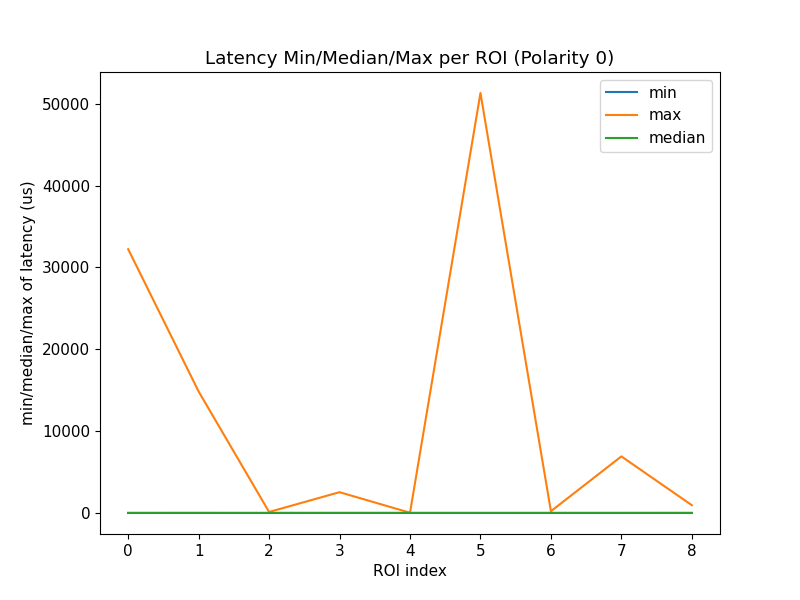 Latency Min/Median/Max per ROI (Polarity 0)
min
max
median
min/median/max of latency (us)
50000
40000
30000
20000
10000
0
0 1 2 3 4 5 6 7 8
ROI index